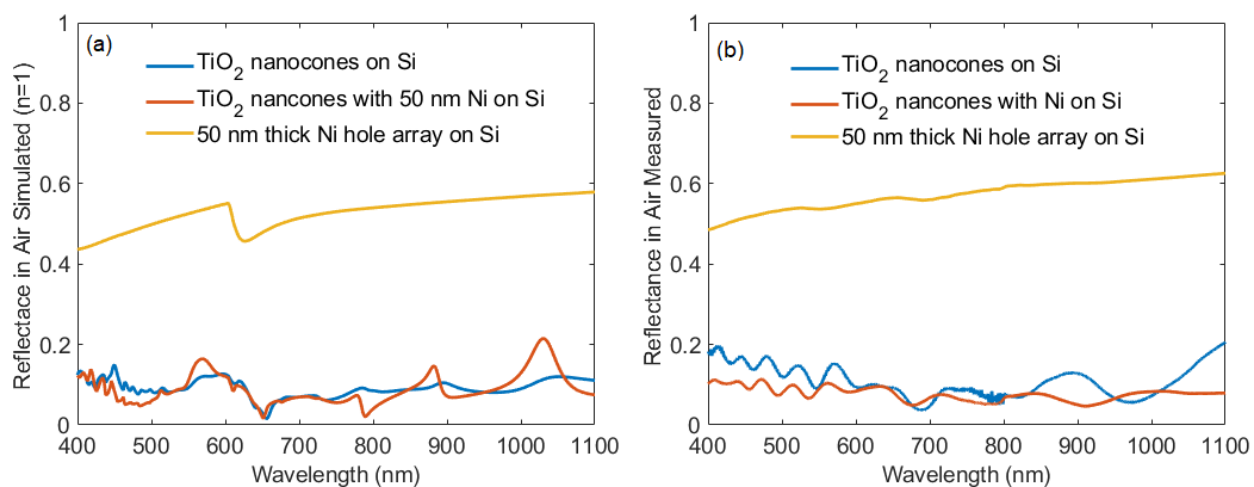 (a)
TiO2 nanocones on Si
TiO2 nancones with 50 nm Ni on Si
50 nm thick Ni hole array on Si
Reflectace in Air Simulated (n=1)
1
0.8
0.6
0.4
0.2
0
400 500 600 700 800 900 1000 1100
Wavelength (nm)
(b)
TiO2 nanocones on Si
TiO2 nancones with Ni on Si
50 nm thick Ni hole array on Si
Reflectance in Air Measured
1
0.8
0.6
0.4
0.2
0
400 500 600 700 800 900 1000 1100
Wavelength (nm)